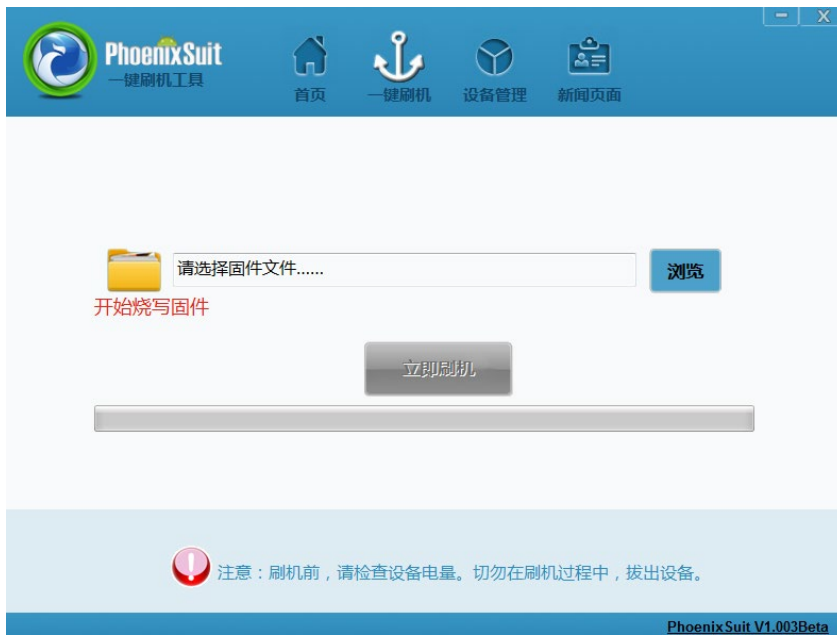 PhoenixSuit
一键刷机工具
首页
一键刷机
设备管理
新闻页面
请选择固件文件......
浏览
开始烧写固件
立即刷机
注意：刷机前，请检查设备电量。切勿在刷机过程中，拔出设备。
PhoenixSuit V1.003Beta